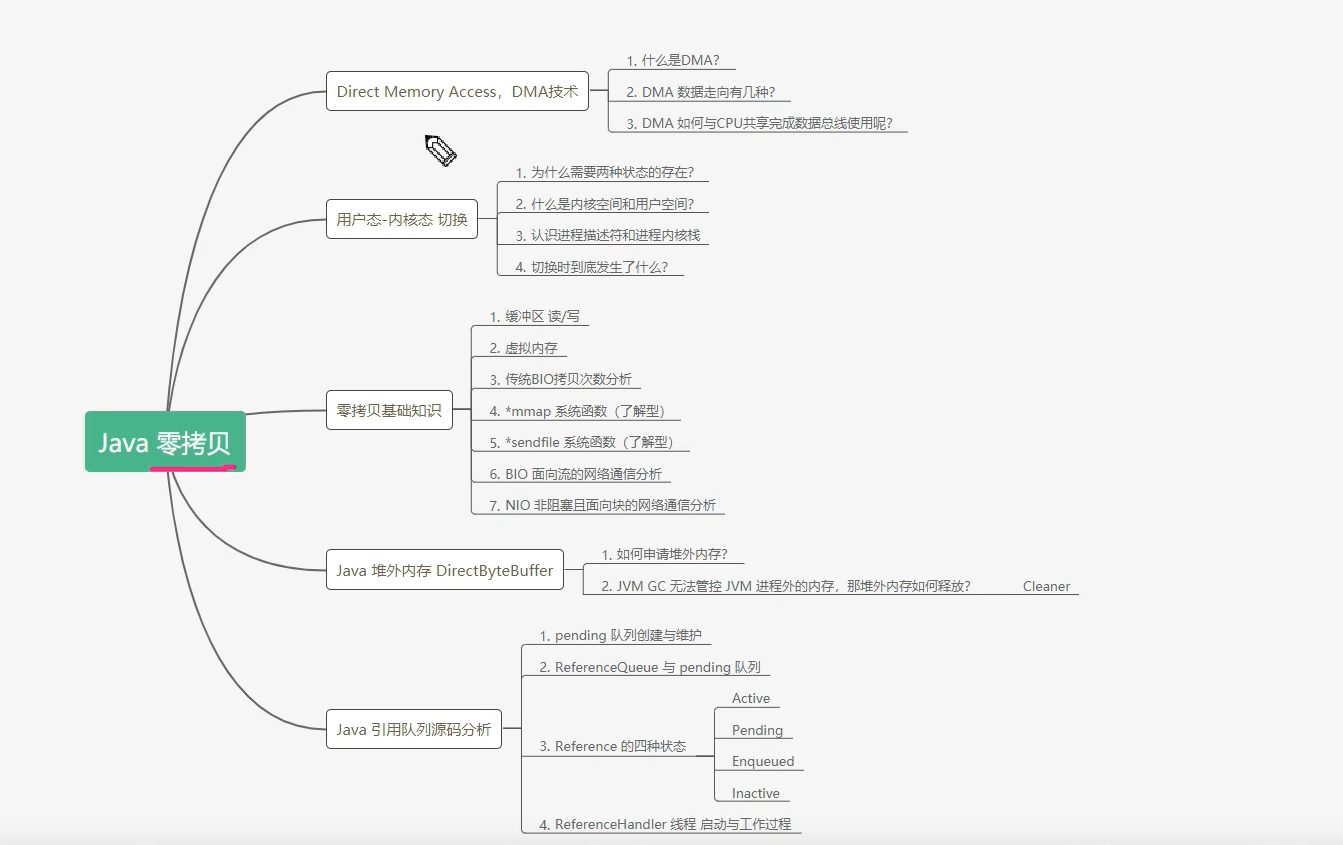 Direct Memory Access，DMA技术
1. 什么是DMA？
2. DMA 数据走向有几种？
3. DMA 如何与CPU共享完成数据总线使用呢？
用户态-内核态 切换
1. 为什么需要两种状态的存在？
2. 什么是内核空间和用户空间？
3. 认识进程描述符和进程内核栈
4. 切换时到底发生了什么？
Java 零拷贝
零拷贝基础知识
1. 缓冲区 读/写
2. 虚拟内存
3. 传统BIO拷贝次数分析
4. *mmap 系统函数（了解型）
5. *sendfile 系统函数（了解型）
6. BIO 面向流的网络通信分析
7. NIO 非阻塞且面向块的网络通信分析
Java 堆外内存 DirectByteBuffer
1. 如何申请堆外内存？
2. JVM GC 无法管控 JVM 进程外的内存，那堆外内存如何释放？
Cleaner
Java 引用队列源码分析
1. pending 队列创建与维护
2. ReferenceQueue 与 pending 队列
3. Reference 的四种状态
Active
Pending
Enqueued
Inactive
4. ReferenceHandler 线程 启动与工作过程